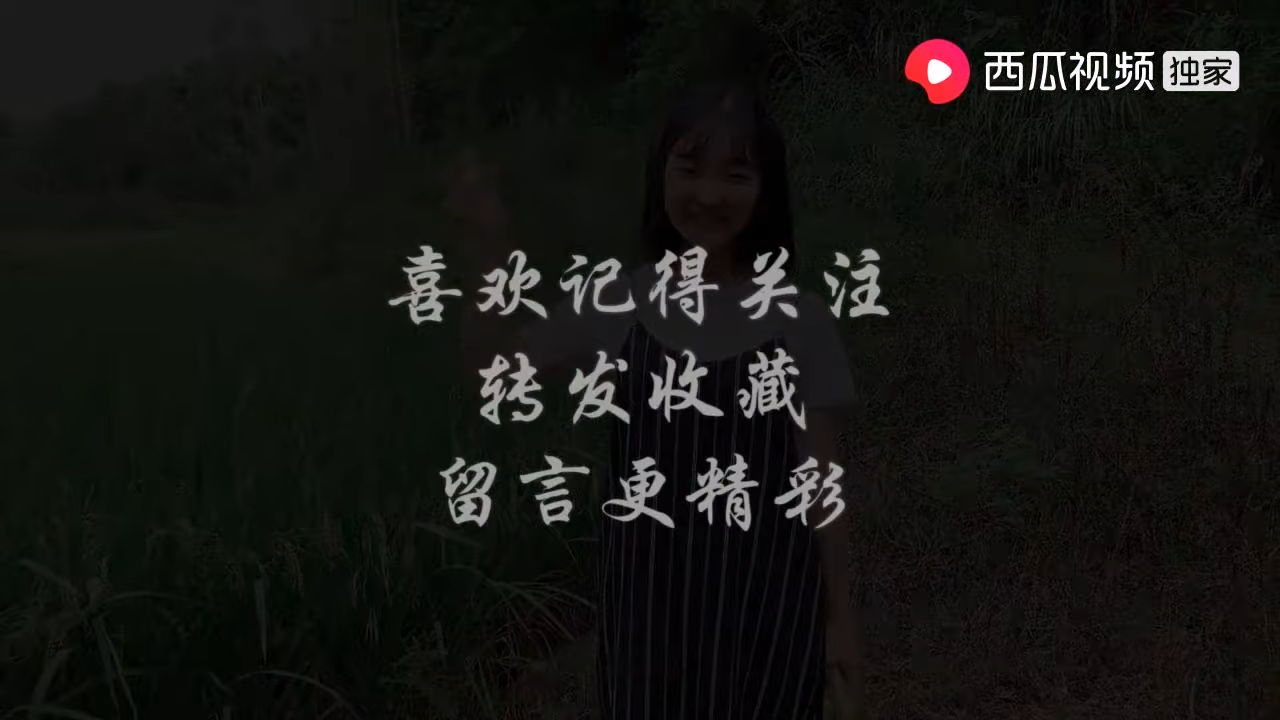 西瓜视频 独家
喜欢记得关注
转发收藏
留言更精彩